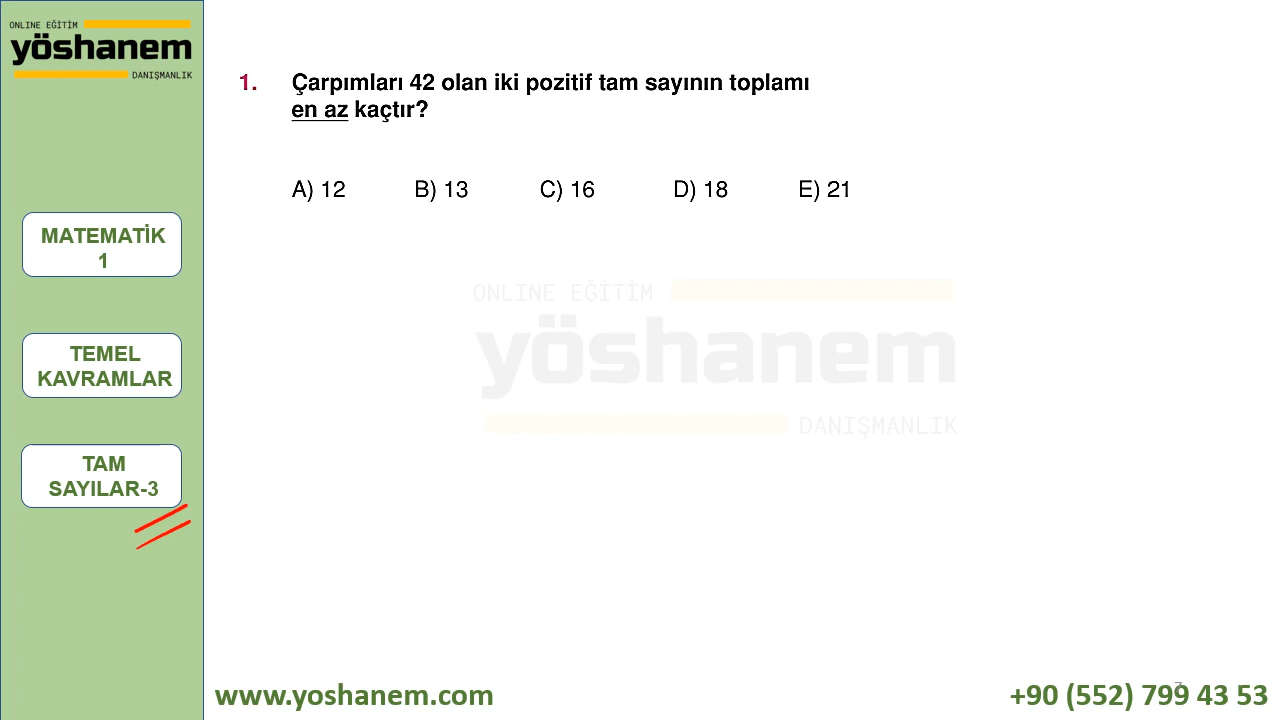 ONLINE EĞİTİM
yöshanem
DANIŞMANLIK
1. Çarpımları 42 olan iki pozitif tam sayının toplamı
en az kaçtır?
A) 12 B) 13 C) 16 D) 18 E) 21
MATEMATİK
1
TEMEL
KAVRAMLAR
TAM
SAYILAR-3
ONLINE EĞİTİM
yöshanem
DANIŞMANLIK
www.yoshanem.com
+90 (552) 799 43 53
7